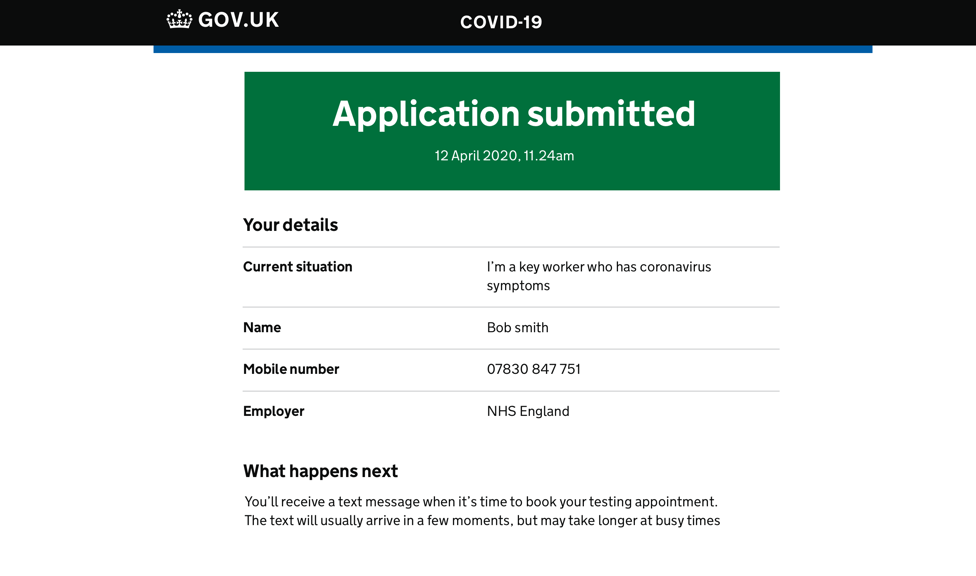 GOV.UK
COVID-19
Application submitted
12 April 2020, 11.24am
Your details
Current situation
I'm a key worker who has coronavirus
symptoms
Name
Bob smith
Mobile number
07830 847 751
Employer
NHS England
What happens next
You'll receive a text message when it's time to book your testing appointment.
The text will usually arrive in a few moments, but may take longer at busy times